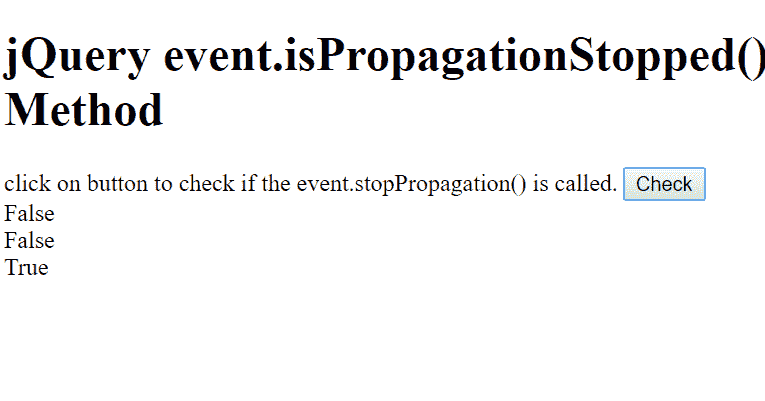 jQuery event.isPropagationStopped()
Method
click on button to check if the event.stopPropagation() is called. Check
False
False
True